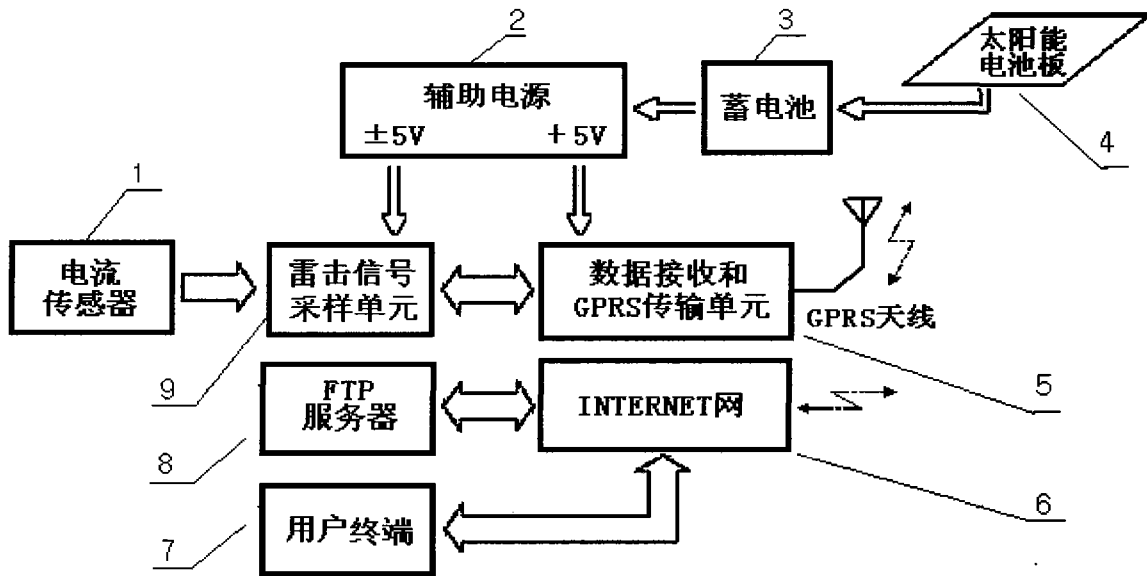 2
3
太阳能
电池板
辅助电源
±5V +5V
蓄电池
4
1
电流
传感器
雷击信号
采样单元
数据接收和
GPRS传输单元
GPRS天线
9
FTP
服务器
INTERNET网
5
8
用户终端
6
7